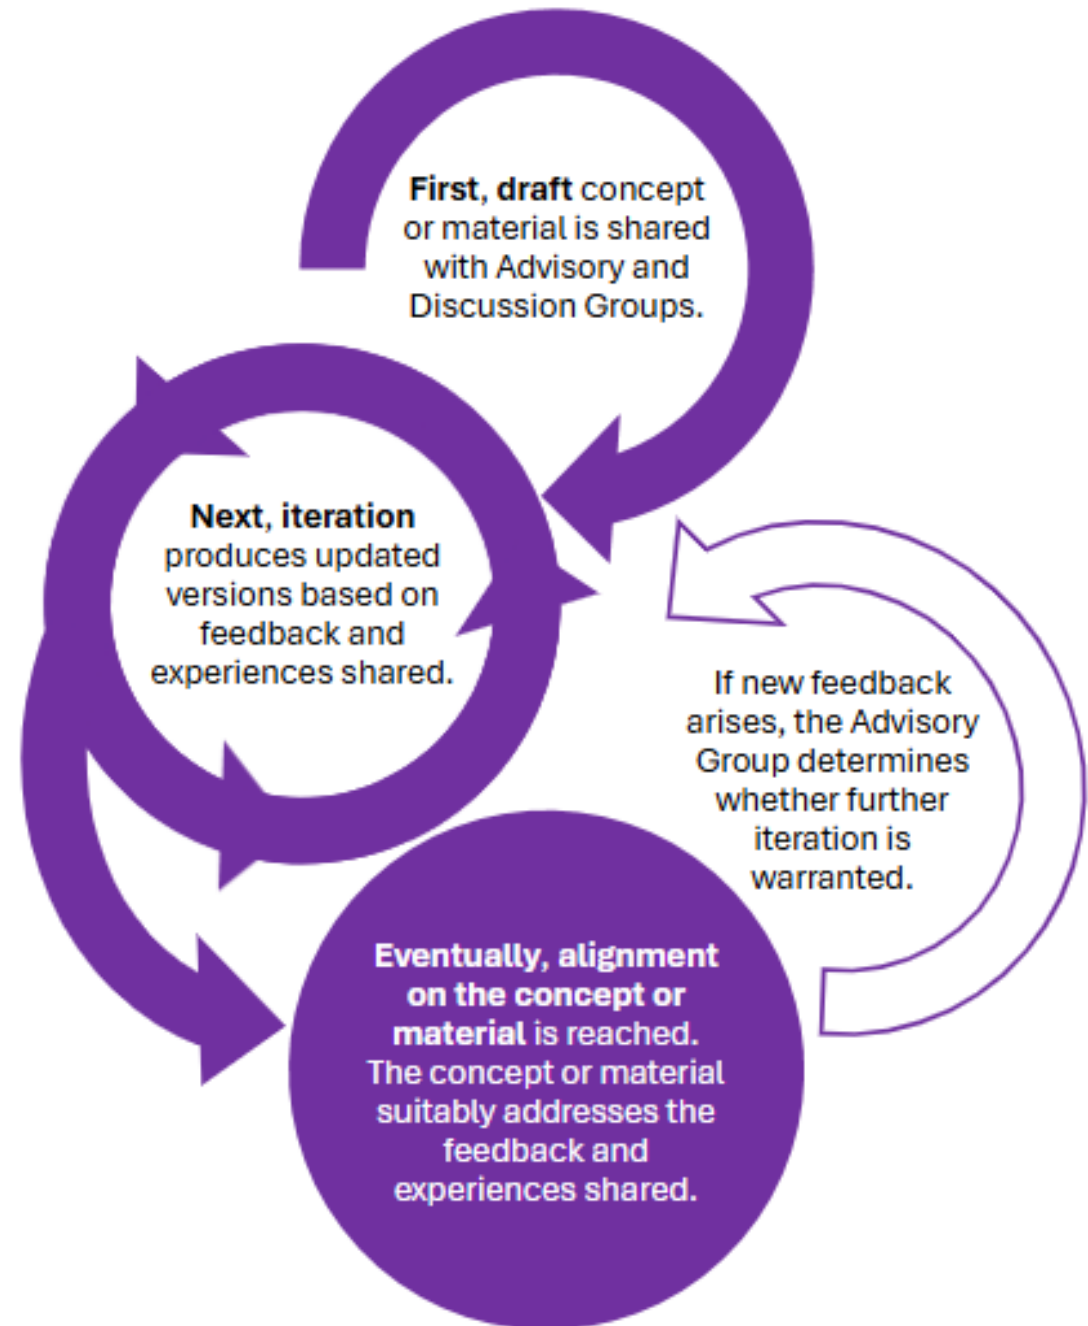 First, draft concept
or material is shared
with Advisory and
Discussion Groups.
Next, iteration
produces updated
versions based on
feedback and
experiences shared.
If new feedback
arises, the Advisory
Group determines
whether further
iteration is
warranted.
Eventually, alignment
on the concept or
material is reached.
The concept or material
suitably addresses the
feedback and
experiences shared.